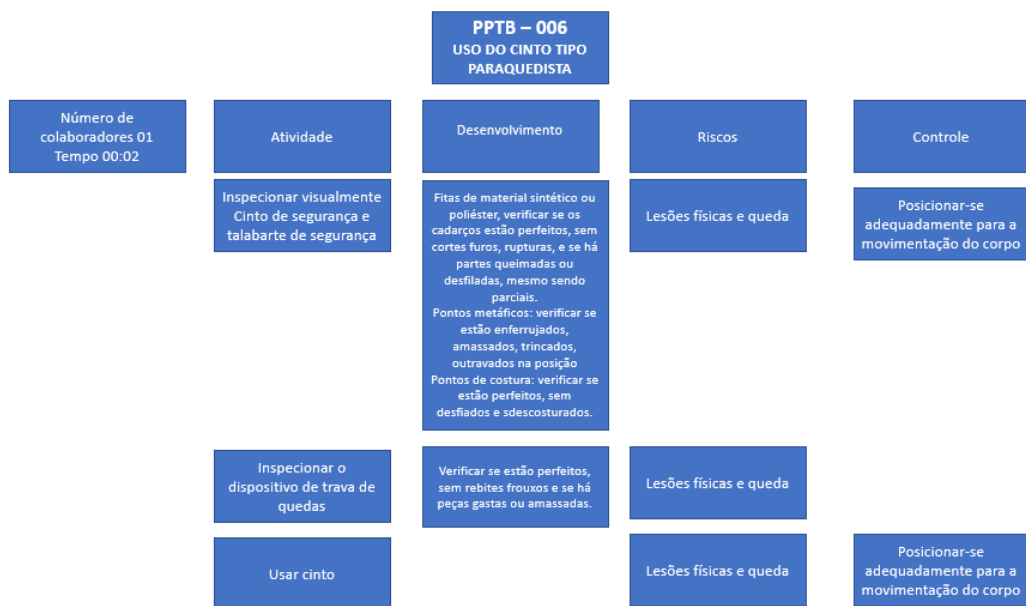 PPTB – 006
USO DO CINTO TIPO
PARAQUEDISTA
Número de
colaboradores 01
Tempo 00:02
Atividade
Desenvolvimento
Riscos
Controle
Inspecionar visualmente
Cinto de segurança e
talabarte de segurança
Fitas de material sintético ou
poliéster, verificar se os
cadarços estão perfeitos, sem
cortes furos, rupturas, e se há
partes queimadas ou
desfiladas, mesmo sendo
parciais.
Pontos metáficos: verificar se
estão enferrujados,
amassados, trincados,
outravados na posição
Pontos de costura: verificar se
estão perfeitos, sem
desfiados e sdescosturados.
Lesões físicas e queda
Posicionar-se
adequadamente para a
movimentação do corpo
Inspecionar o
dispositivo de trava de
quedas
Verificar se estão perfeitos,
sem rebites frouxos e se há
peças gastas ou amassadas.
Lesões físicas e queda
Usar cinto
Lesões físicas e queda
Posicionar-se
adequadamente para a
movimentação do corpo